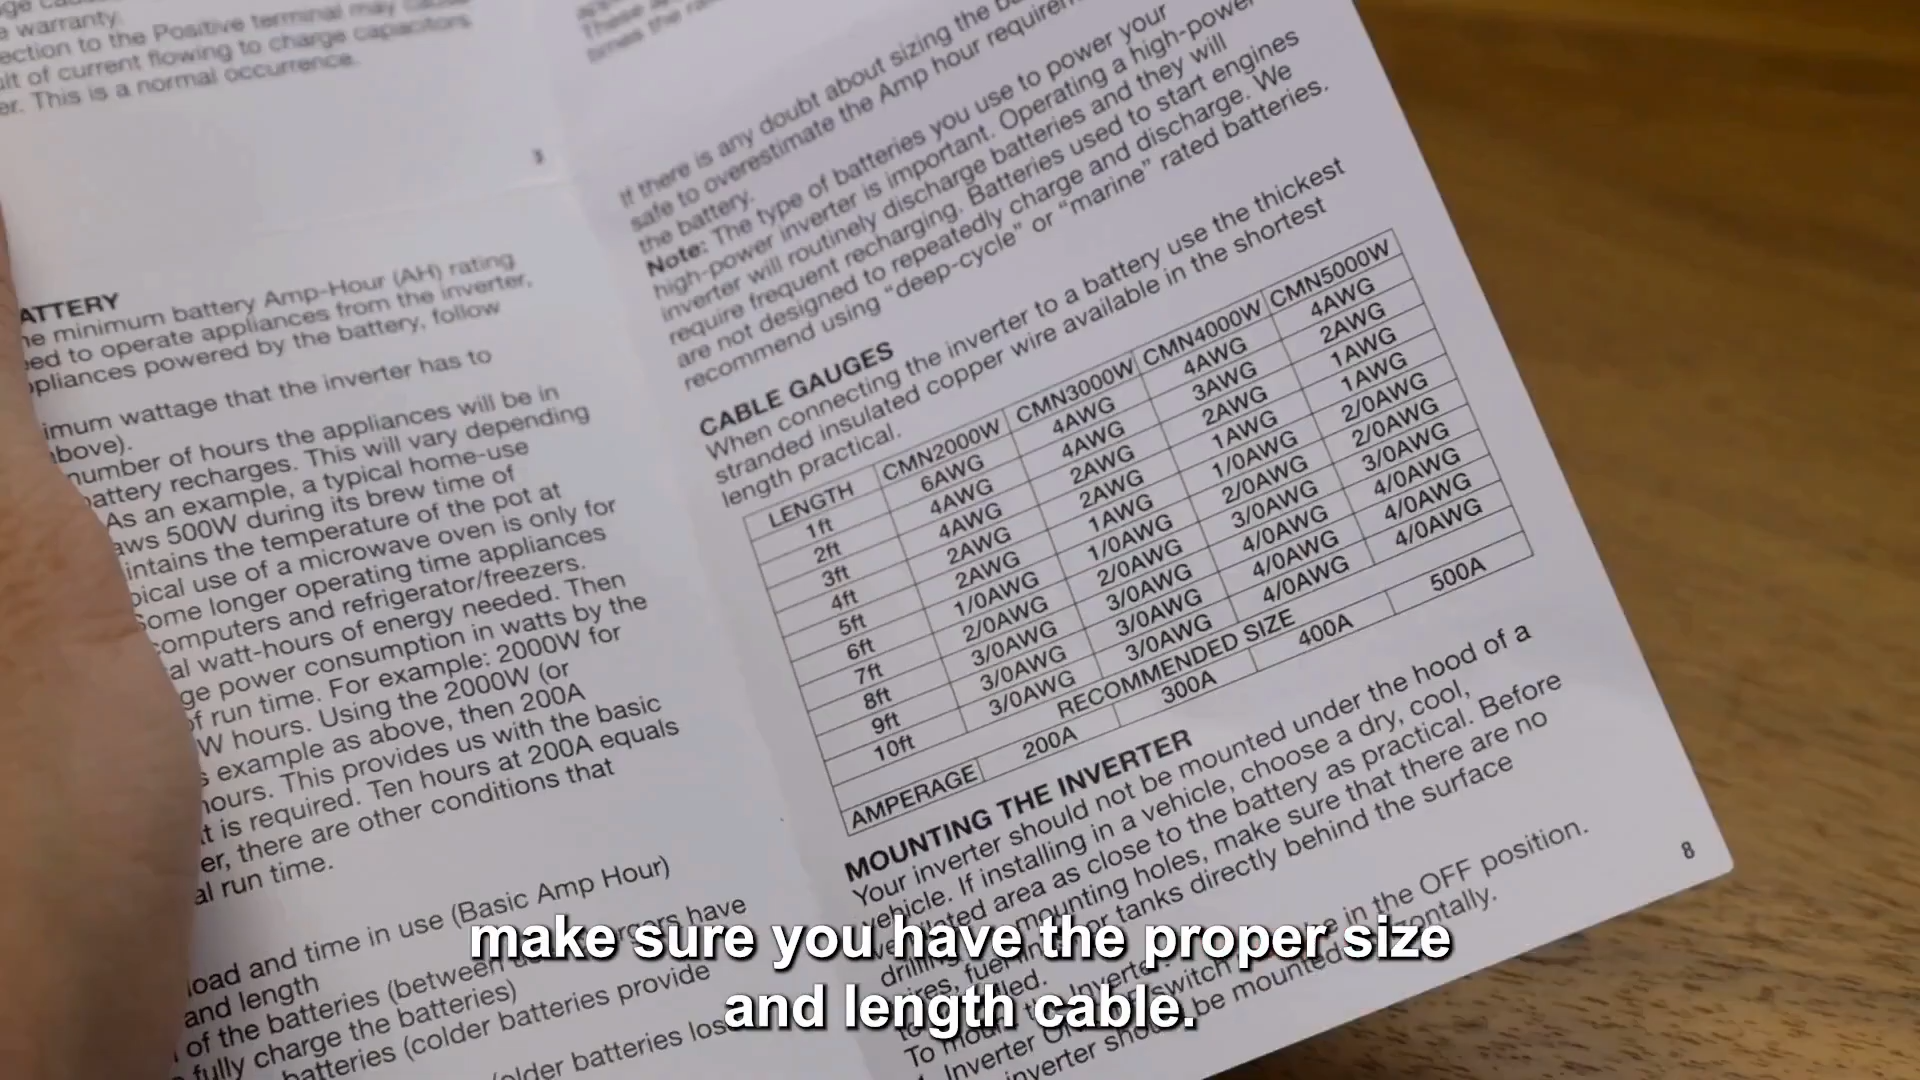 warranty.
ection to the Positive terminal may
ult of current flowing to charge capacitors
er. This is a normal occurrence.
3
ATTERY
he minimum battery Amp-Hour (AH) rating
ed to operate appliances from the inverter,
ppliances powered by the battery, follow
imum wattage that the inverter has to
above).
number of hours the appliances will be in
battery recharges. This will vary depending
As an example, a typical home-use
aws 500W during its brew time of
intains the temperature of the pot at
pical use of a microwave oven is only for
Some longer operating time appliances
computers and refrigerator/freezers.
al watt-hours of energy needed. Then
ge power consumption in watts by the
of run time. For example: 2000W for
W hours. Using the 2000W (or
s example as above, then 200A
hours. This provides us with the basic
t is required. Ten hours at 200A equals
er, there are other conditions that
al run time.
load and time in use (Basic Amp Hour)
and length
of the batteries (between
fully charge the batteries)
batteries (colder batteries provide
older batteries
If there is any doubt about sizing the
safe to overestimate the Amp hour
the battery.
Note: The type of batteries you use to power your
high-power inverter is important. Operating a high-power
inverter will routinely discharge batteries and they will
require frequent recharging. Batteries used to start engines
are not designed to repeatedly charge and discharge. We
recommend using "deep-cycle" or "marine" rated batteries.
CABLE GAUGES
When connecting the inverter to a battery use the thickest
stranded insulated copper wire available in the shortest
length practical.
LENGTH CMN2000W CMN3000W CMN4000W CMN5000W
1ft 6AWG 4AWG 4AWG 4AWG
2ft 4AWG 4AWG 3AWG 2AWG
3ft 4AWG 2AWG 2AWG 1AWG
4ft 2AWG 2AWG 1AWG 1AWG
5ft 2AWG 1AWG 1/0AWG 2/0AWG
6ft 1/0AWG 1/0AWG 2/0AWG 2/0AWG
7ft 2/0AWG 2/0AWG 3/0AWG 3/0AWG
8ft 3/0AWG 3/0AWG 4/0AWG 4/0AWG
9ft 3/0AWG 3/0AWG 4/0AWG 4/0AWG
10ft 3/0AWG 3/0AWG 4/0AWG 4/0AWG
RECOMMENDED SIZE
AMPERAGE 200A 300A 400A 500A
MOUNTING THE INVERTER
Your inverter should not be mounted under the hood of a
vehicle. If installing in a vehicle, choose a dry, cool,
area as close to the battery as practical. Before
drilling mounting holes, make sure that there are no
tanks directly behind the surface
in the OFF position.
be mounted
8
make sure you have the proper size
and length cable.